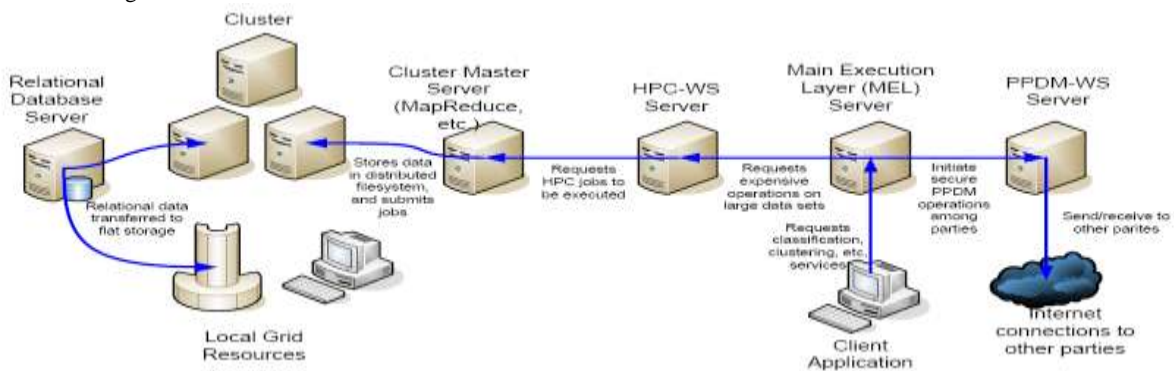 Cluster
Relational
Database
Server
Cluster Master
Server
(MapReduce,
etc.)
HPC-WS
Server
Main Execution
Layer (MEL)
Server
PPDM-WS
Server
Stores data
in distributed
filesystem,
and submits
jobs
Requests
HPC jobs to
be executed
Requests
expensive
operations on
large data sets
Initiate
secure
PPDM
operations
among
parties
Relational data
transferred to
flat storage
Requests
classification,
clustering, etc.
services
Send/receive to
other parites
Local Grid
Resources
Client
Application
Internet
connections to
other parties